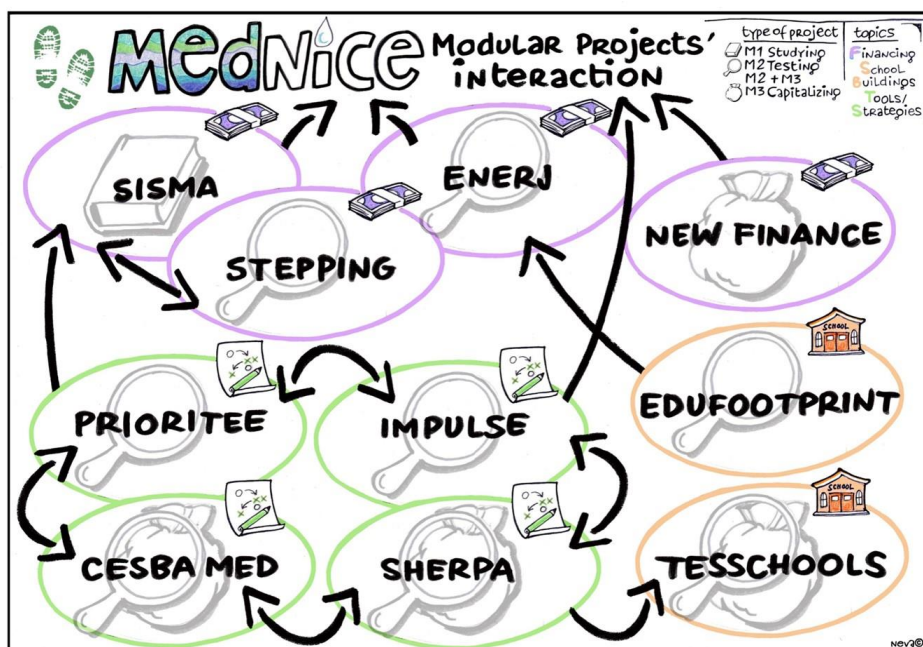 MEdNiCE
Modular Projects'
interaction
type of project
M1 Studying
M2 Testing
M2 + M3
M3 Capitalizing
topics
Financing
School
Buildings
Tools/
Strategies
SISMA
ENERJ
STEPPING
NEW FINANCE
SCHOOL
PRIORITEE
IMPULSE
EDUFOOTPRINT
SCHOOL
CESBA MED
SHERPA
TESSCHOOLS
Neva©